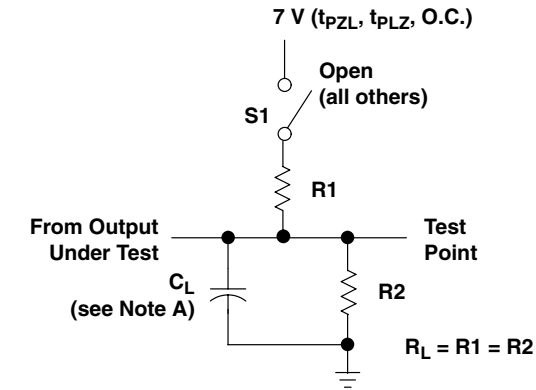 7 V (tPZL, tPLZ, O.C.)
Open
(all others)
S1
R1
From Output
Under Test
Test
Point
CL
(see Note A)
R2
RL = R1 = R2